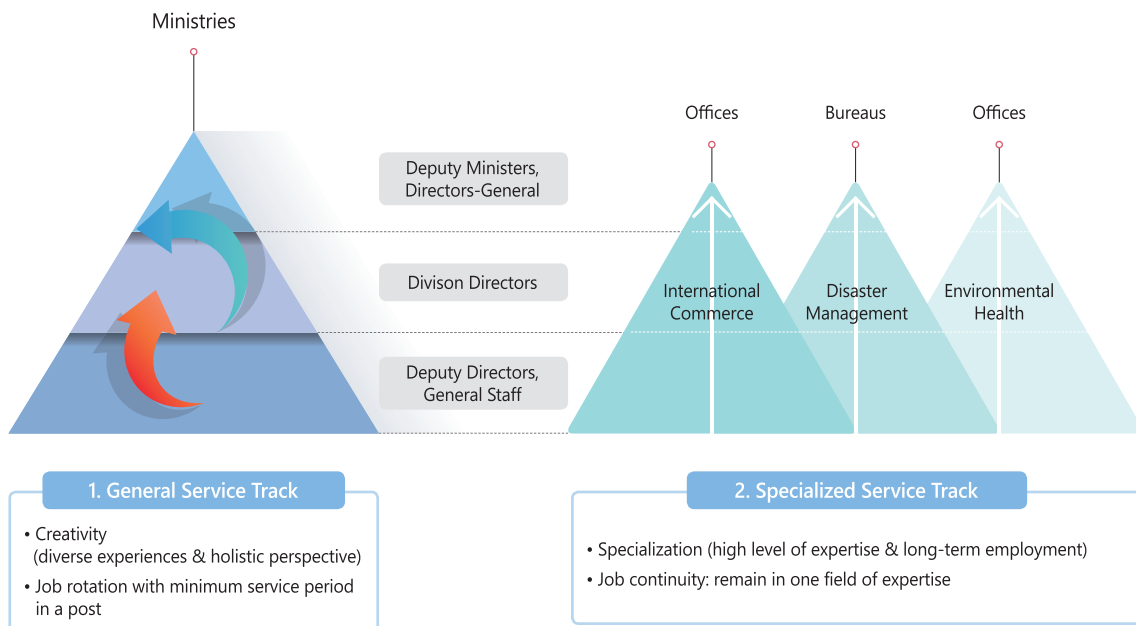 Ministries
Offices
Bureaus
Offices
Deputy Ministers,
Directors-General
Divison Directors
Deputy Directors,
General Staff
International
Commerce
Disaster
Management
Environmental
Health
1. General Service Track
• Creativity
(diverse experiences & holistic perspective)
• Job rotation with minimum service period
in a post
2. Specialized Service Track
• Specialization (high level of expertise & long-term employment)
• Job continuity: remain in one field of expertise